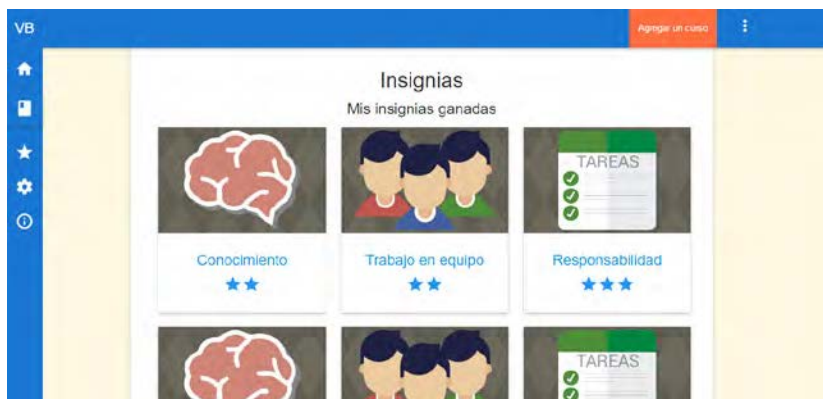 VB
Agregar un curso
Insignias
Mis insignias ganadas
TAREAS
Conocimiento
Trabajo en equipo
Responsabilidad
TAREAS